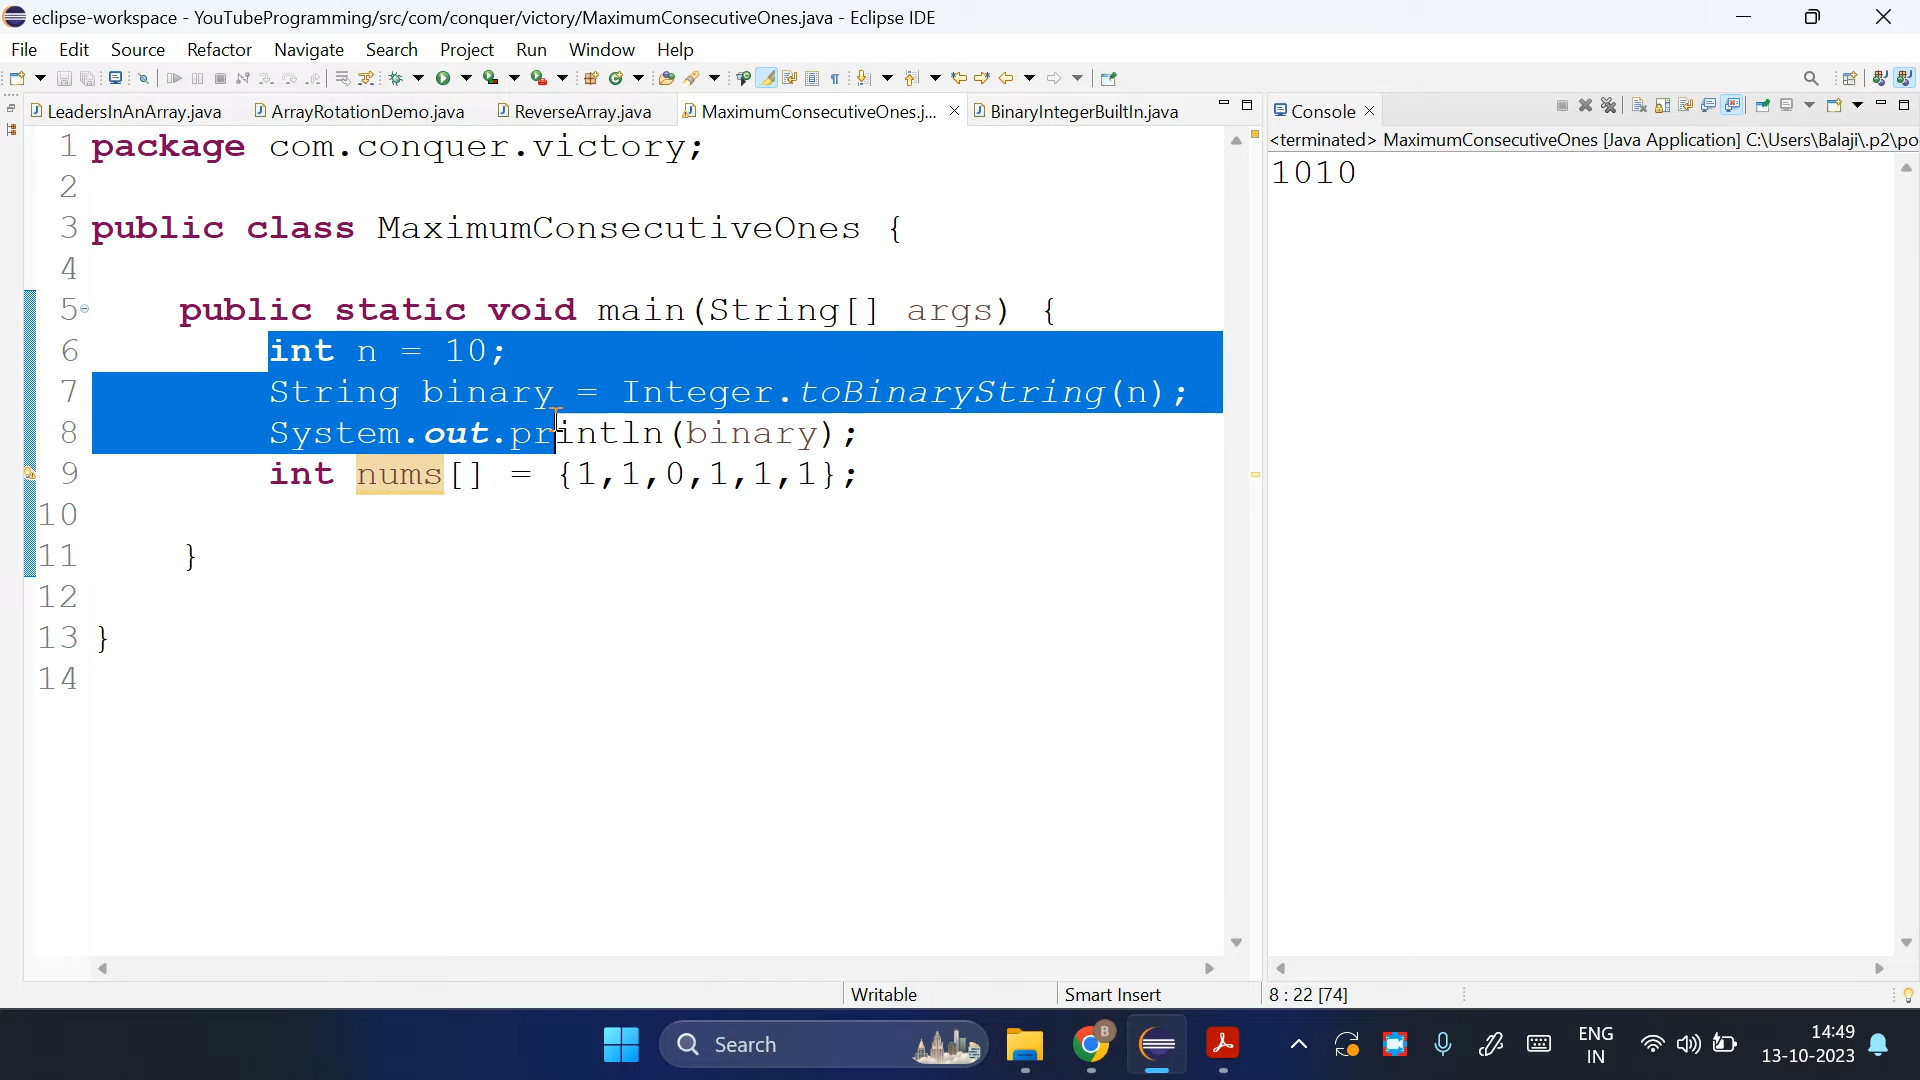 eclipse-workspace - YouTubeProgramming/src/com/conquer/victory/MaximumConsecutiveOnes.java - Eclipse IDE
File Edit Source Refactor Navigate Search Project Run Window Help
LeadersInAnArray.java ArrayRotationDemo.java ReverseArray.java MaximumConsecutiveOnes.j... BinaryIntegerBuiltIn.java Console
<terminated> MaximumConsecutiveOnes [Java Application] C:\Users\Balaji\.p2\po
1010
1 package com.conquer.victory;
2
3 public class MaximumConsecutiveOnes {
4
5 public static void main(String[] args) {
6 int n = 10;
7 String binary = Integer.toBinaryString(n);
8 System.out.println(binary);
9 int nums[] = {1,1,0,1,1,1};
10
11 }
12
13 }
14
Writable Smart Insert 8 : 22 [74]
Search B ENG IN 14:49 13-10-2023